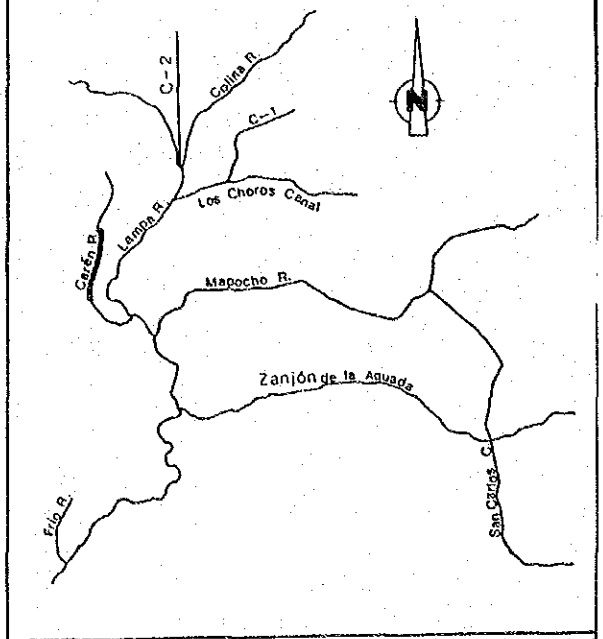 C-2
Colina R.
N
C-1
Los Choros Canal
Lampa R.
Carén R.
Mapocho R.
Zanjón de la Aguada
San Carlos C.
Frio R.